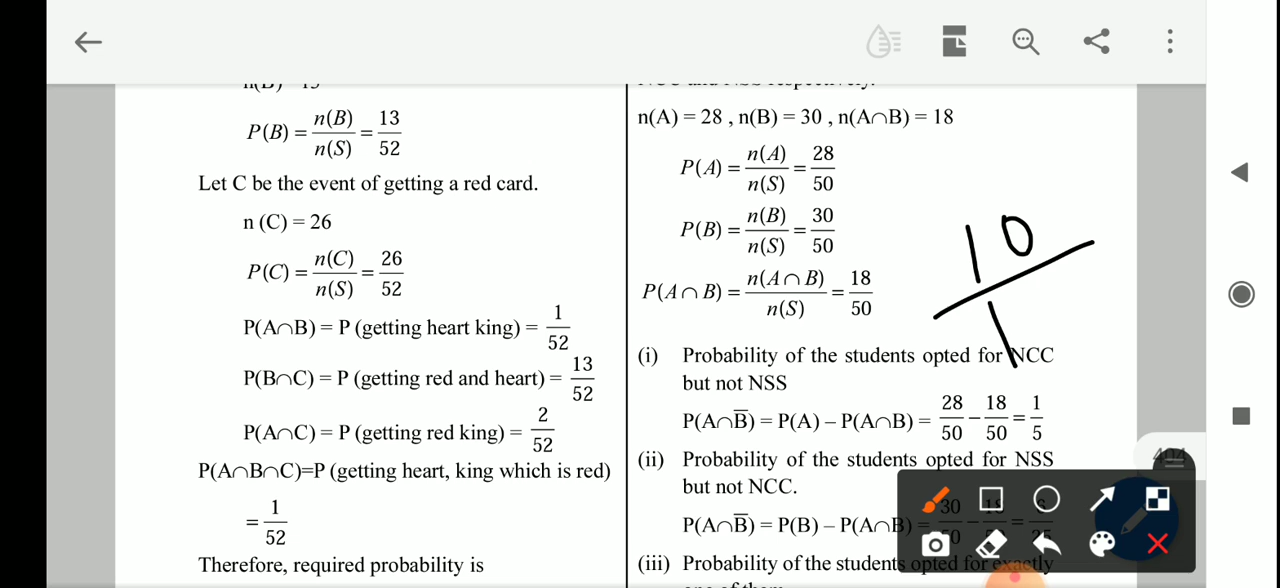 P(B) = n(B)/n(S) = 13/52
Let C be the event of getting a red card.
n (C) = 26
P(C) = n(C)/n(S) = 26/52
P(A∩B) = P (getting heart king) = 1/52
P(B∩C) = P (getting red and heart) = 13/52
P(A∩C) = P (getting red king) = 2/52
P(A∩B∩C)=P (getting heart, king which is red)
= 1/52
Therefore, required probability is
n(A) = 28 , n(B) = 30 , n(A∩B) = 18
P(A) = n(A)/n(S) = 28/50
P(B) = n(B)/n(S) = 30/50
P(A∩B) = n(A∩B)/n(S) = 18/50
10
1
(i) Probability of the students opted for NCC
but not NSS
P(A∩B̅) = P(A) – P(A∩B) = 28/50 – 18/50 = 1/5
(ii) Probability of the students opted for NSS
but not NCC.
P(A∩B̅) = P(B) – P(A∩B) =
(iii) Probability of the students opted for exactly